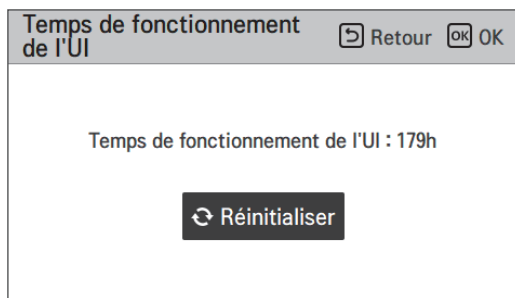 Temps de fonctionnement
de l'UI
Retour OK OK
Temps de fonctionnement de l'UI : 179h
Réinitialiser